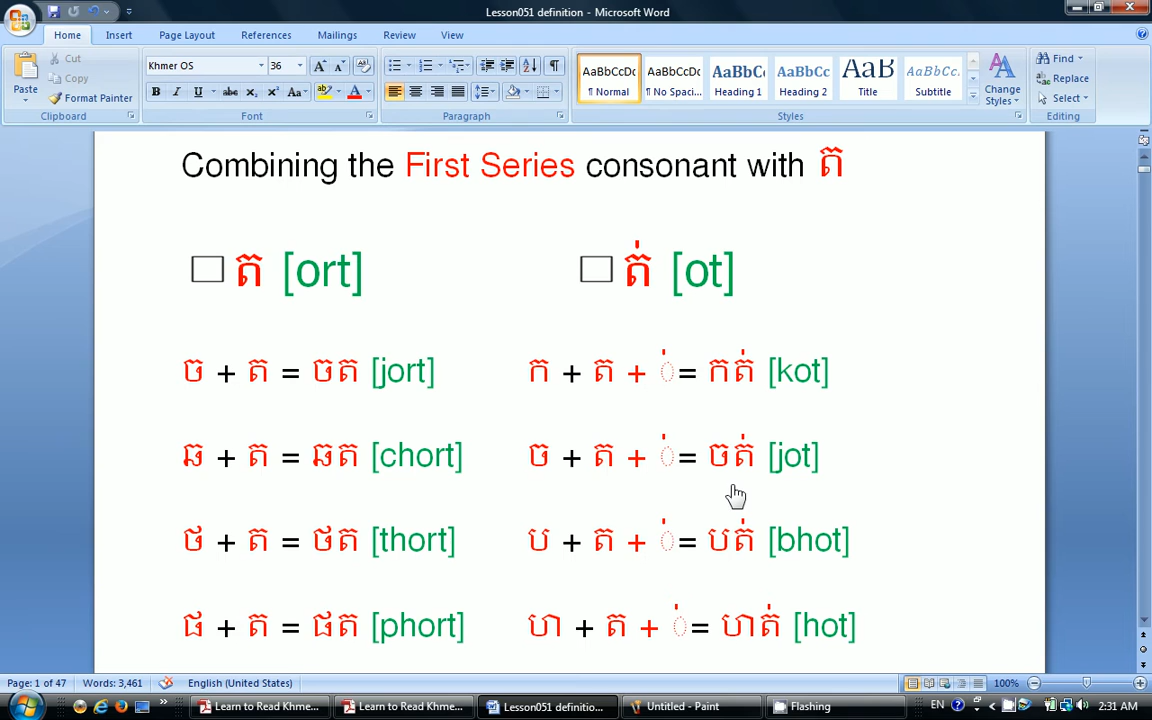 Lesson051 definition - Microsoft Word
Home Insert Page Layout References Mailings Review View
Paste
Cut
Copy
Format Painter
Clipboard
Khmer OS 36
Font
Paragraph
AaBbCcDc AaBbCcDc AaBbC AaBbCc AaB AaBbCc.
¶ Normal ¶ No Spaci... Heading 1 Heading 2 Title Subtitle
Change Styles
Styles
Find
Replace
Select
Editing
Combining the First Series consonant with ត
ត [ort] ត់ [ot]
ច + ត = ចត [jort] ក + ត + ់= កត់ [kot]
ឆ + ត = ឆត [chort] ច + ត + ់= ចត់ [jot]
ថ + ត = ថត [thort] ប + ត + ់= បត់ [bhot]
ផ + ត = ផត [phort] ហ + ត + ់= ហត់ [hot]
Page: 1 of 47 Words: 3,461 English (United States) 100%
Learn to Read Khme... Learn to Read Khme... Lesson051 definitio... Untitled - Paint Flashing EN 2:31 AM